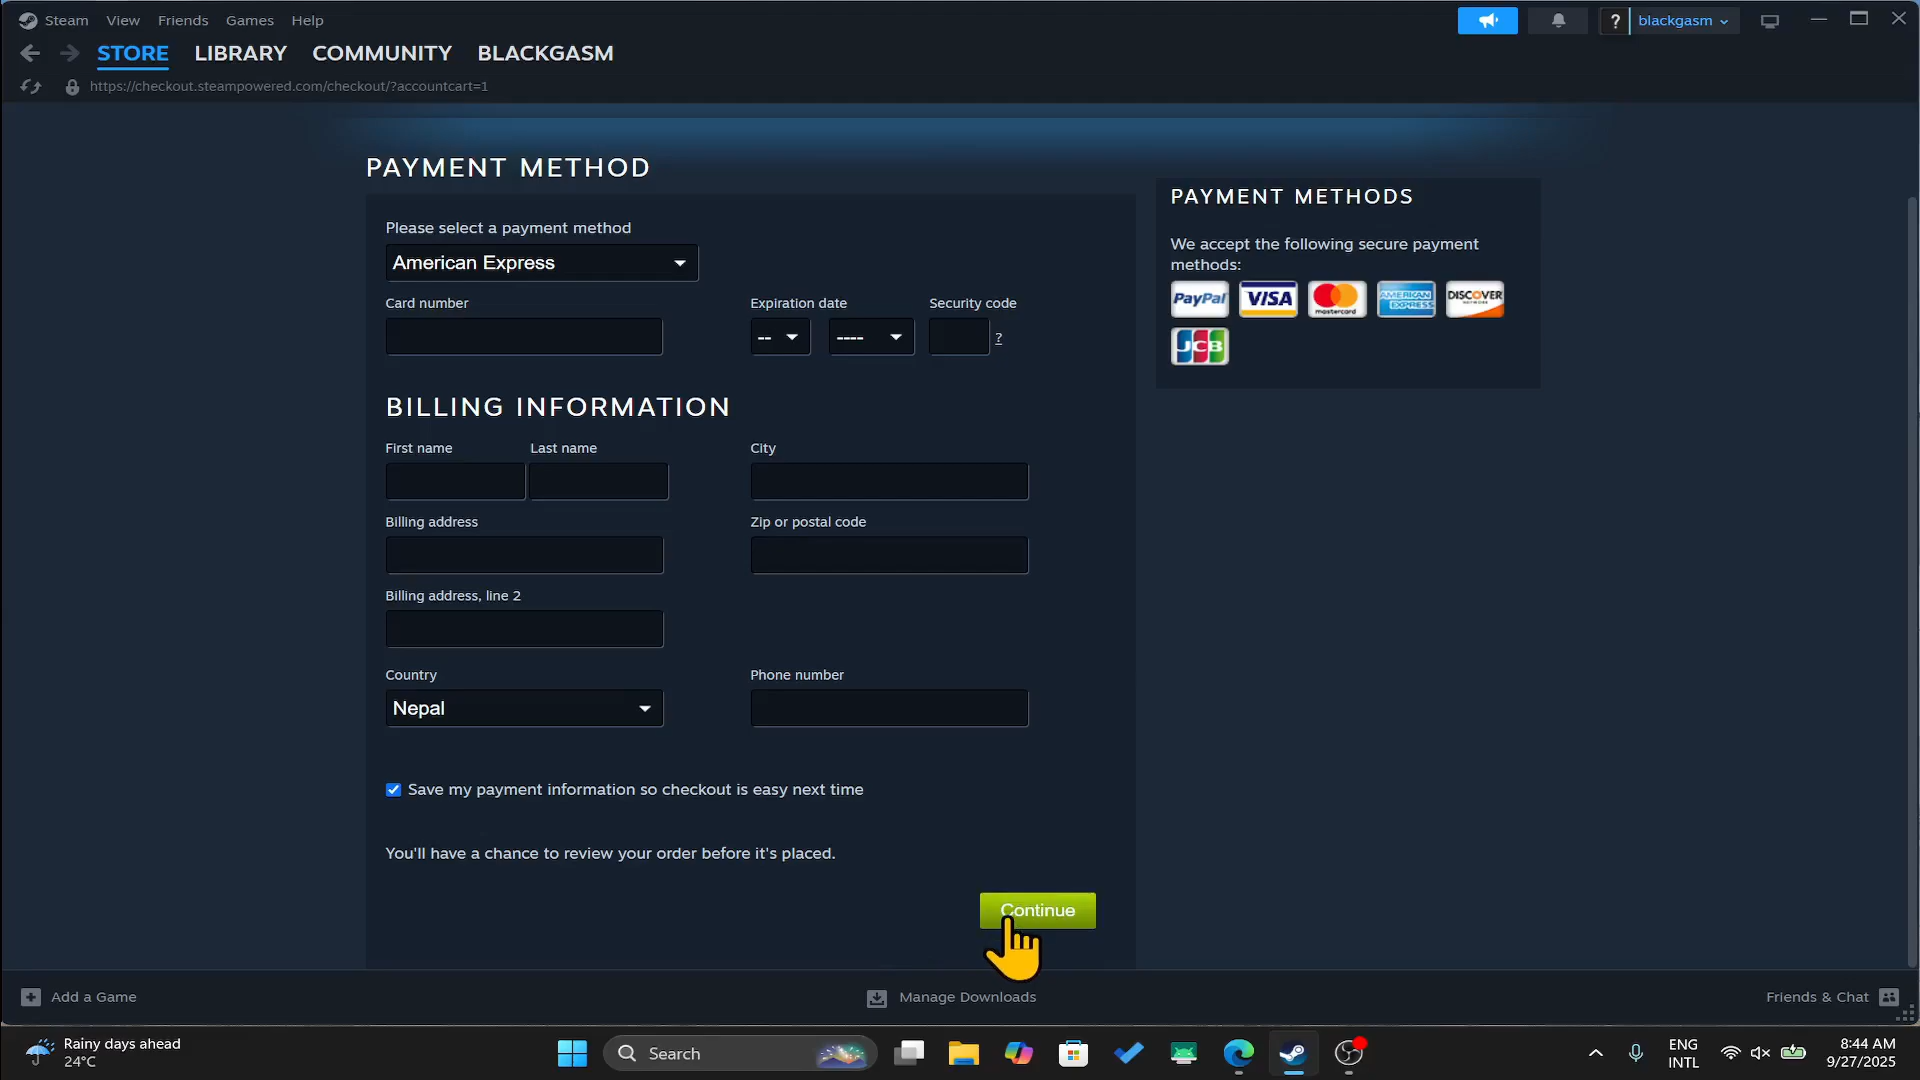 Steam View Friends Games Help
? blackgasm
STORE LIBRARY COMMUNITY BLACKGASM
https://checkout.steampowered.com/checkout/?accountcart=1
PAYMENT METHOD
Please select a payment method
American Express
Card number Expiration date Security code
-- ---- ?
BILLING INFORMATION
First name Last name City
Billing address Zip or postal code
Billing address, line 2
Country Phone number
Nepal
Save my payment information so checkout is easy next time
You'll have a chance to review your order before it's placed.
Continue
PAYMENT METHODS
We accept the following secure payment
methods:
PayPal VISA mastercard AMERICAN EXPRESS DISCOVER
JCB
Add a Game Manage Downloads Friends & Chat
Rainy days ahead
24°C
Search
ENG
INTL
8:44 AM
9/27/2025